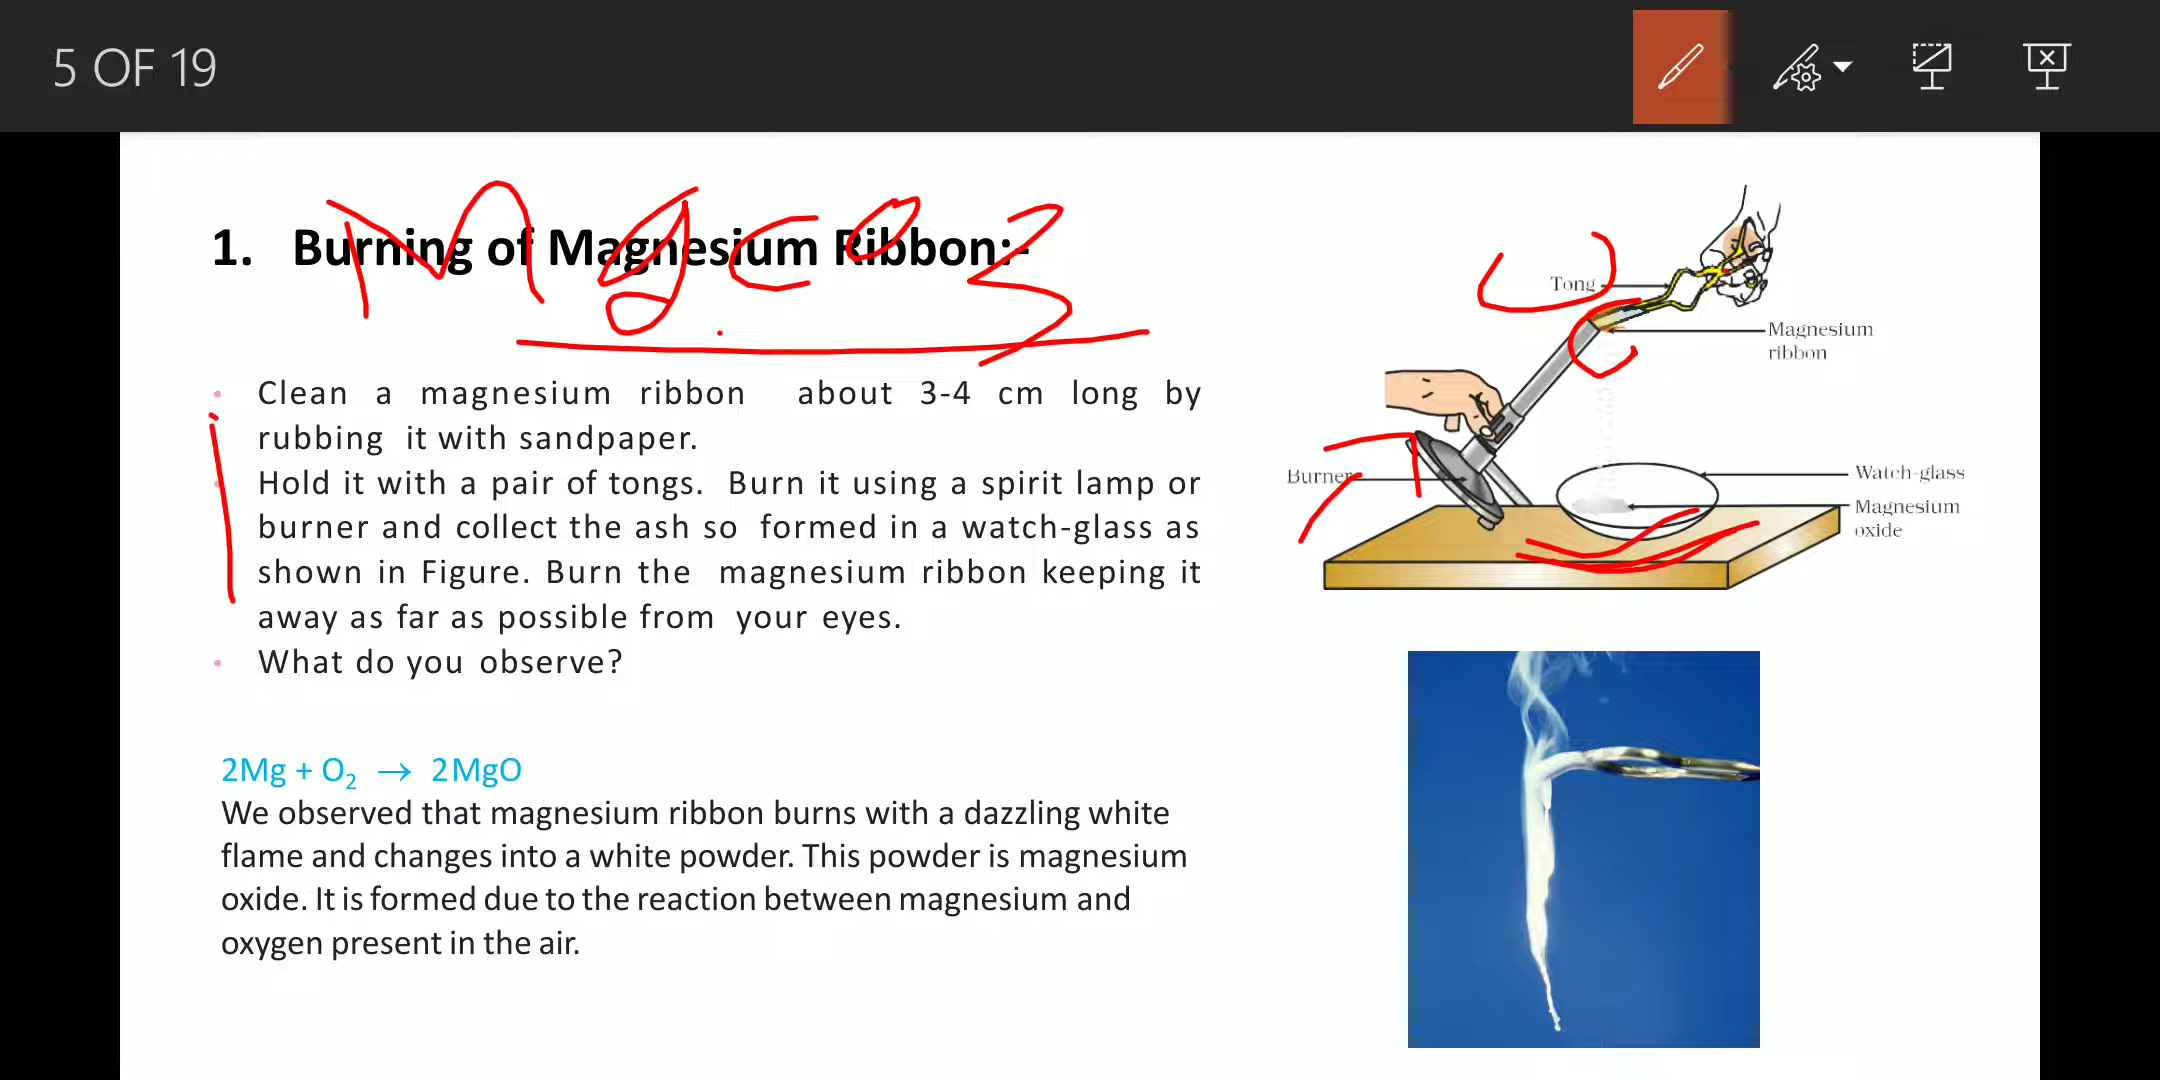 5 OF 19
MgCO3
1. Burning of Magnesium Ribbon:-
Clean a magnesium ribbon about 3-4 cm long by
rubbing it with sandpaper.
Hold it with a pair of tongs. Burn it using a spirit lamp or
burner and collect the ash so formed in a watch-glass as
shown in Figure. Burn the magnesium ribbon keeping it
away as far as possible from your eyes.
What do you observe?
2Mg + O2 → 2MgO
We observed that magnesium ribbon burns with a dazzling white
flame and changes into a white powder. This powder is magnesium
oxide. It is formed due to the reaction between magnesium and
oxygen present in the air.
Tong
Magnesium
ribbon
Burner
Watch-glass
Magnesium
oxide